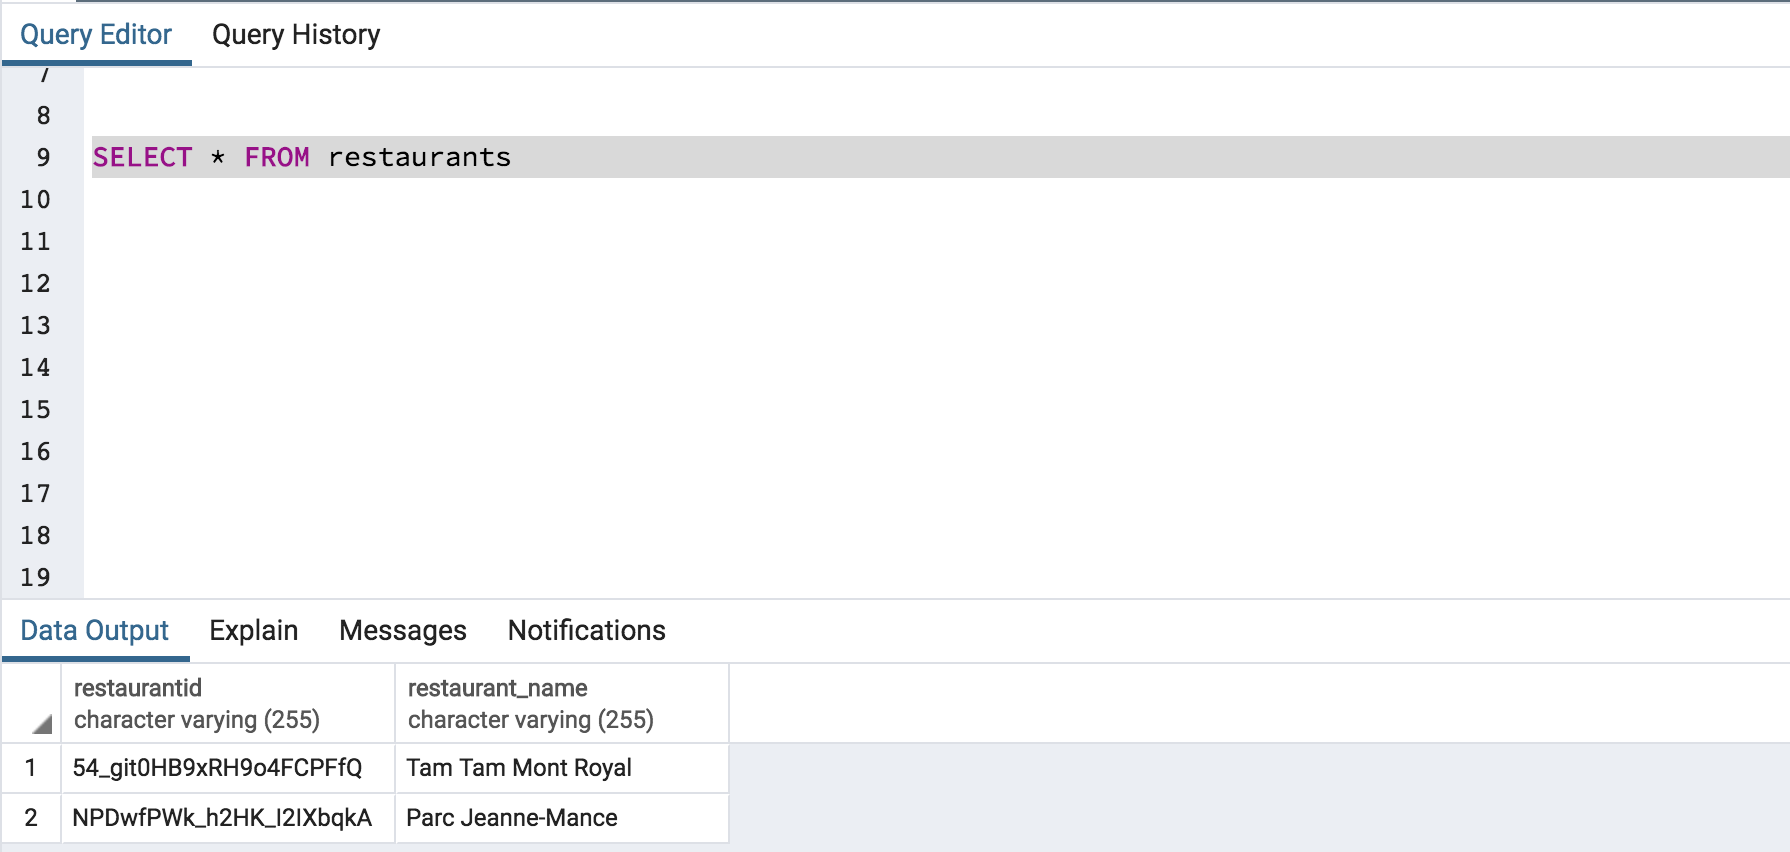 Query Editor Query History
7
8
9 SELECT * FROM restaurants
10
11
12
13
14
15
16
17
18
19
Data Output Explain Messages Notifications
restaurantid restaurant_name
character varying (255) character varying (255)
1 54_git0HB9xRH9o4FCPFfQ Tam Tam Mont Royal
2 NPDwfPWk_h2HK_I2IXbqkA Parc Jeanne-Mance